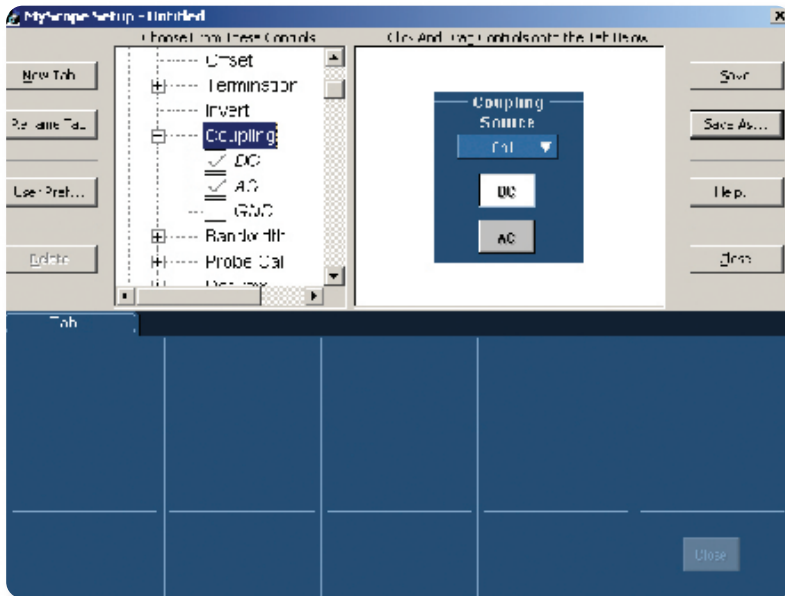 MyScope Setup - Untitled
x
Choose From These Controls
Click And Drag Controls onto the Tab Below
New Tab
Rename Tab
User Pref...
Delete
Offset
Termination
Invert
Coupling
DC
AC
GND
Bandwidth
Probe Cal
Deskew
Coupling
Source
Ch1
DC
AC
Save
Save As...
Help...
Close
Tab
Close